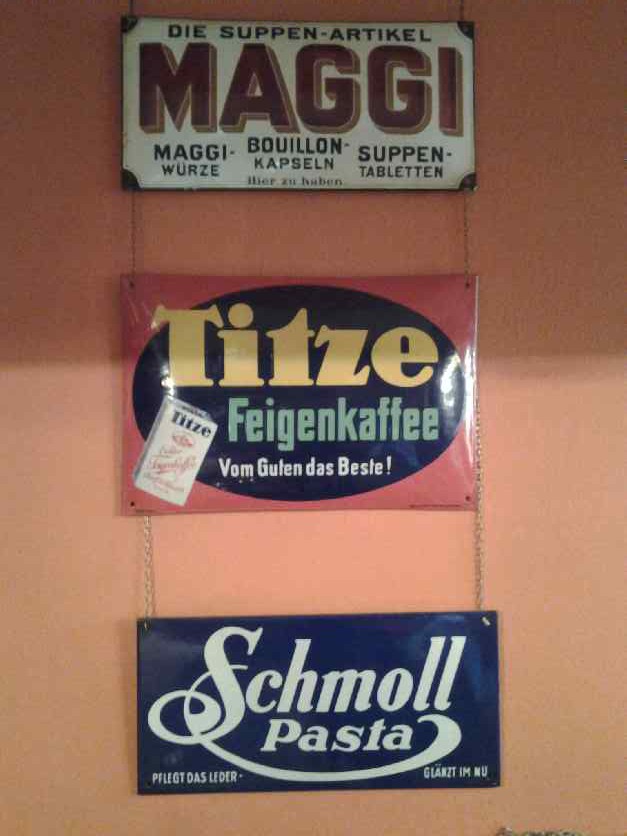 DIE SUPPEN-ARTIKEL
MAGGI
MAGGI-
WÜRZE
BOUILLON-
KAPSELN
SUPPEN-
TABLETTEN
Hier zu haben.
Titze
Feigenkaffee
Titze
Vom Guten das Beste!
Schmoll
Pasta
PFLEGT DAS LEDER-
GLÄNZT IM NU